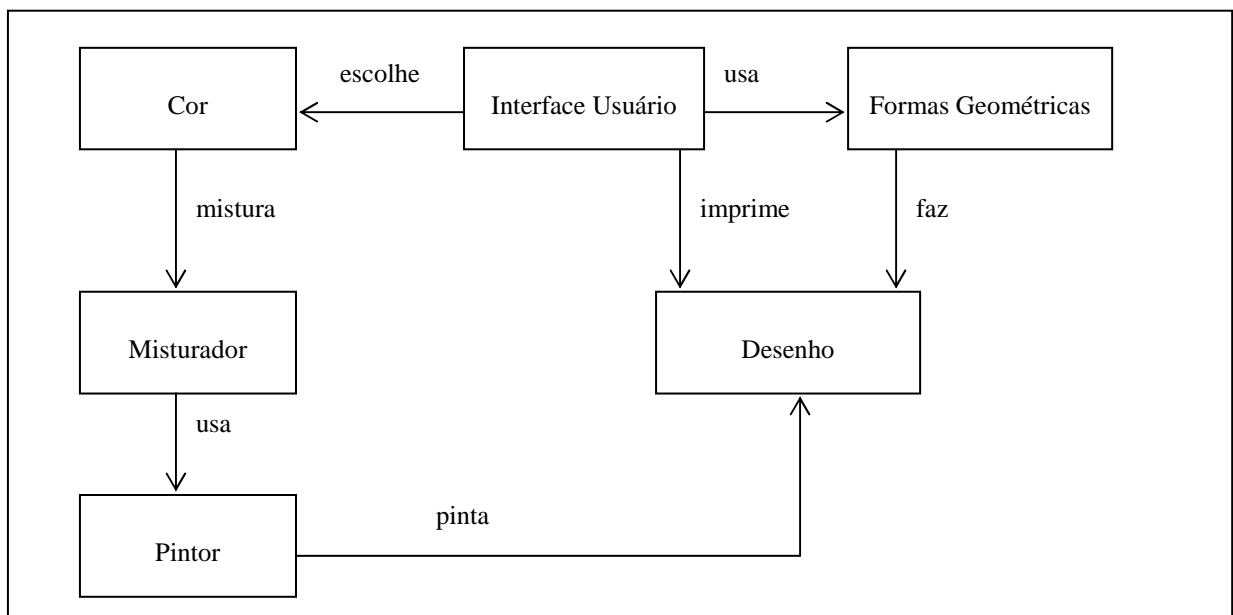 escolhe
usa
Cor
Interface Usuário
Formas Geométricas
mistura
imprime
faz
Misturador
Desenho
usa
pinta
Pintor